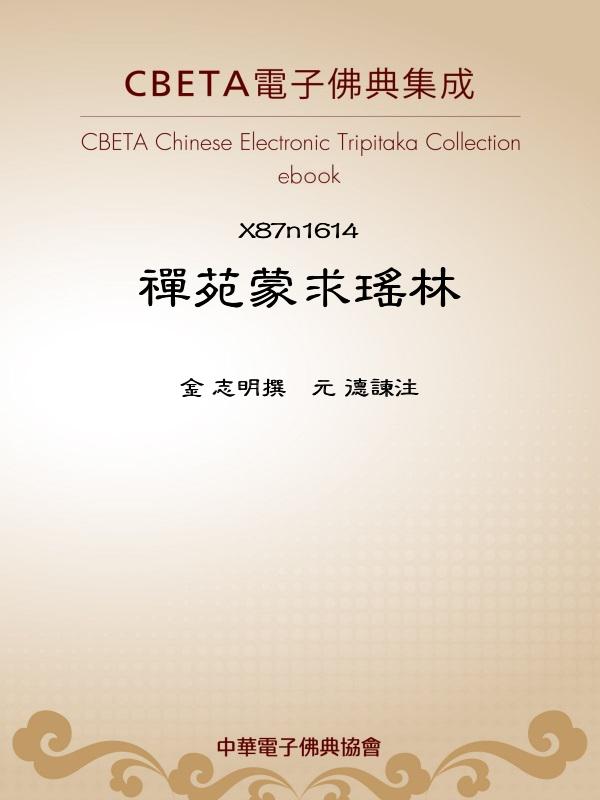 CBETA電子佛典集成
CBETA Chinese Electronic Tripitaka Collection
ebook
X87n1614
禪苑蒙求瑤林
金 志明撰　元 德諫注
中華電子佛典協會